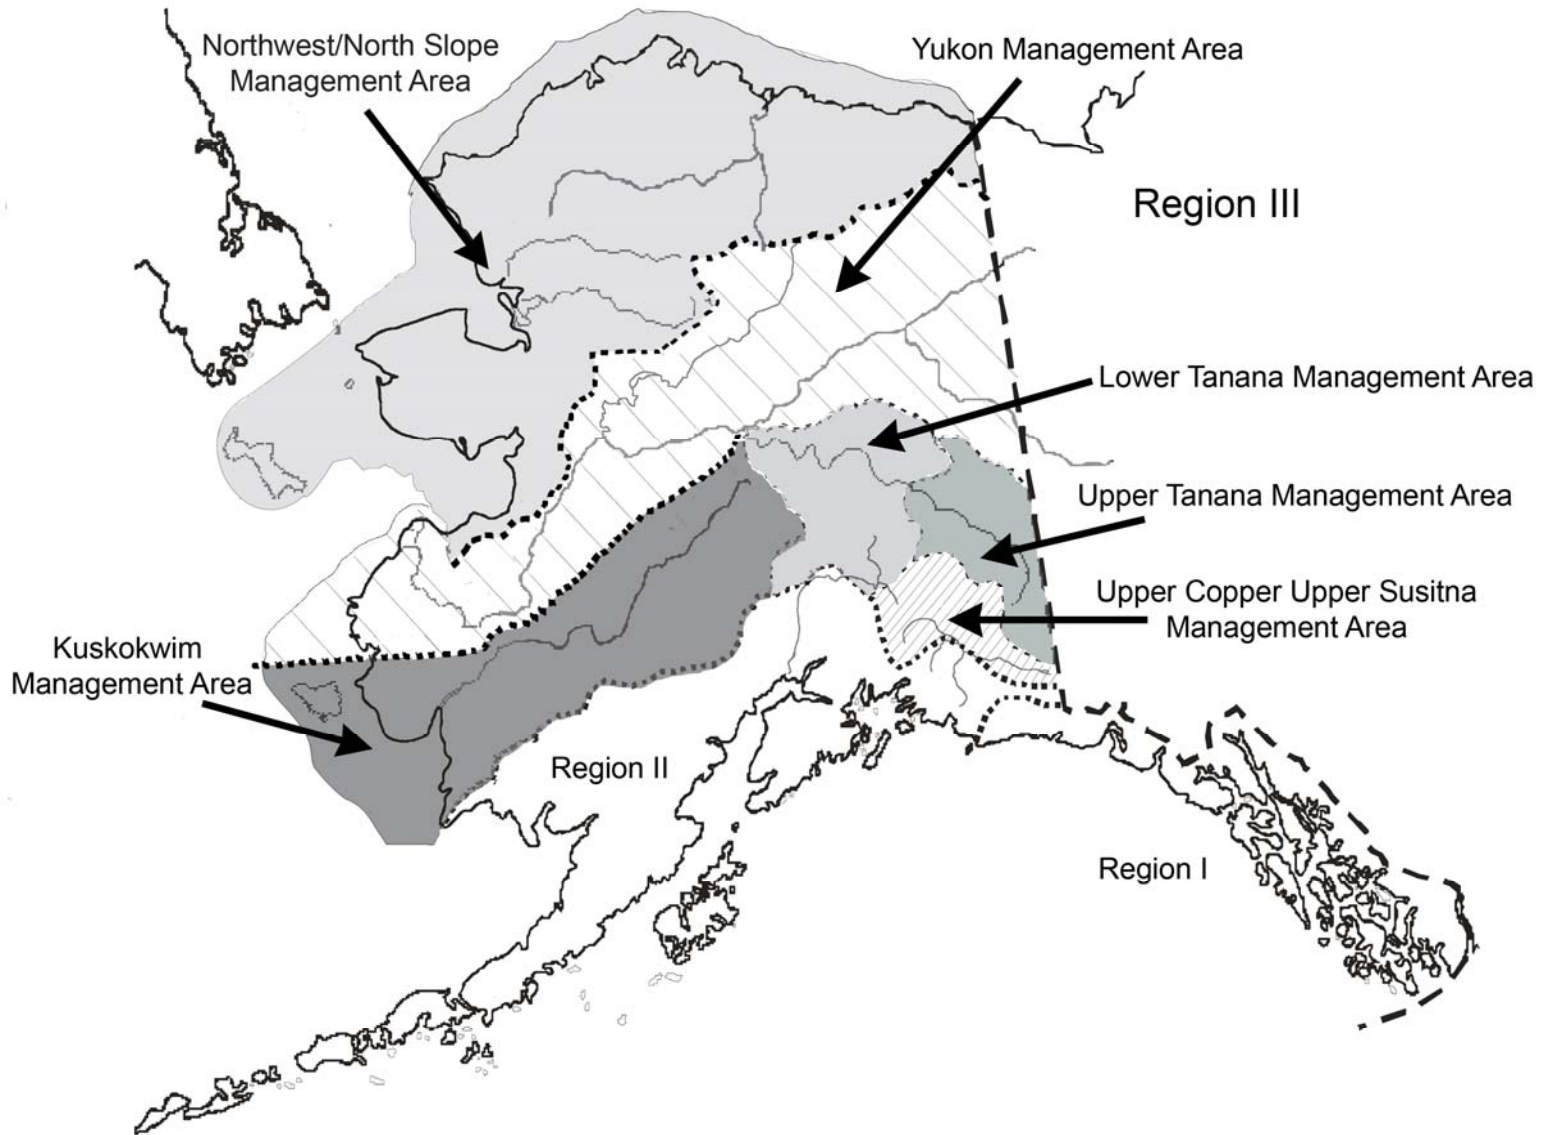 Northwest/North Slope
Management Area
Yukon Management Area
Region III
Lower Tanana Management Area
Upper Tanana Management Area
Upper Copper Upper Susitna
Management Area
Kuskokwim
Management Area
Region II
Region I